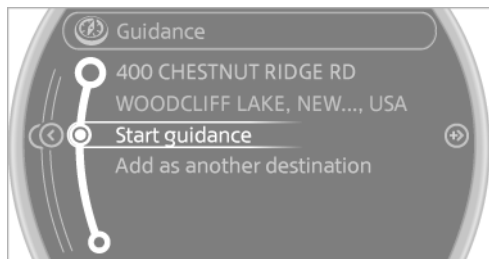 Guidance
400 CHESTNUT RIDGE RD
WOODCLIFF LAKE, NEW..., USA
Start guidance
Add as another destination